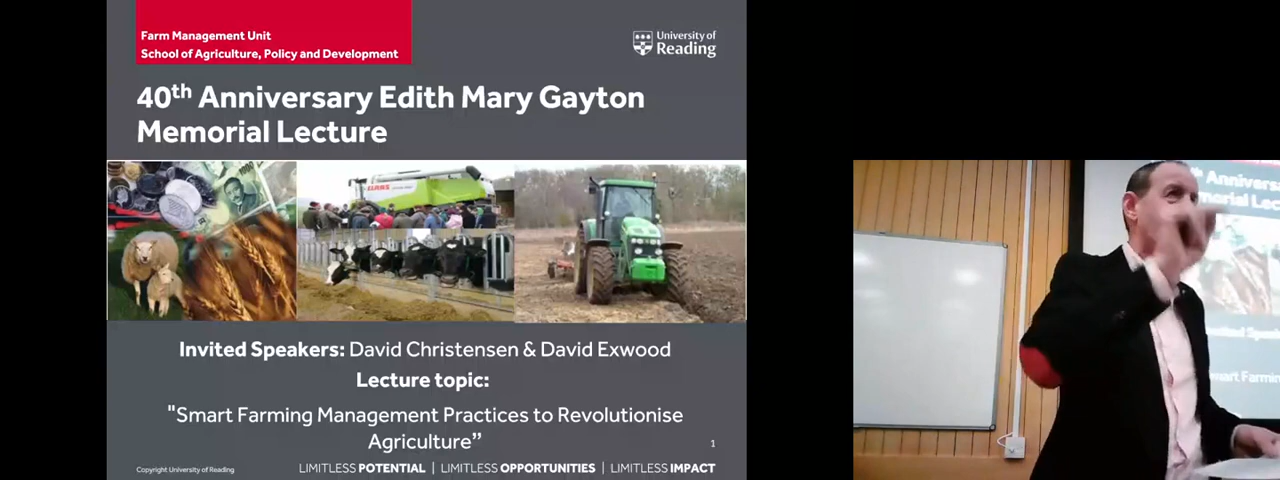 Farm Management Unit
School of Agriculture, Policy and Development
University of
Reading
40th Anniversary Edith Mary Gayton
Memorial Lecture
CLAAS
Invited Speakers: David Christensen & David Exwood
Lecture topic:
"Smart Farming Management Practices to Revolutionise
Agriculture”
1
Copyright University of Reading
LIMITLESS POTENTIAL | LIMITLESS OPPORTUNITIES | LIMITLESS IMPACT